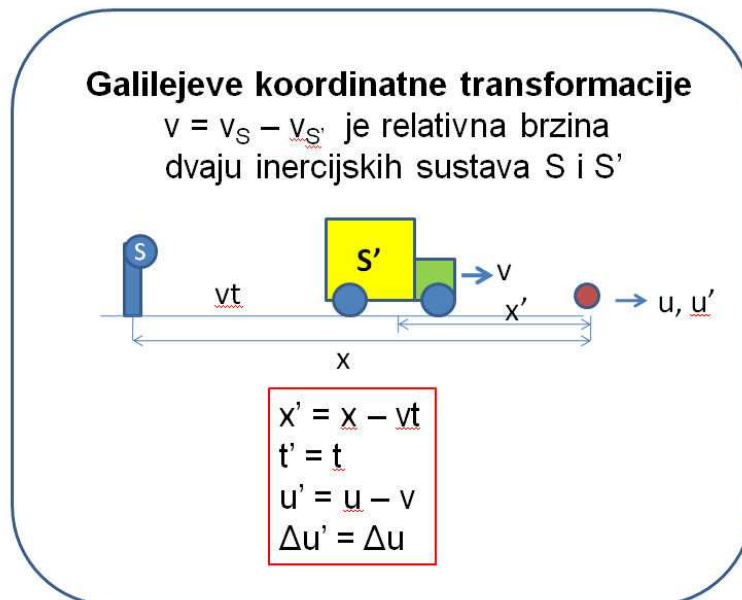 Galilejeve koordinatne transformacije
v = vS – vS' je relativna brzina
dvaju inercijskih sustava S i S'
S
S'
v
vt
x'
u, u'
x
x' = x – vt
t' = t
u' = u – v
Δu' = Δu